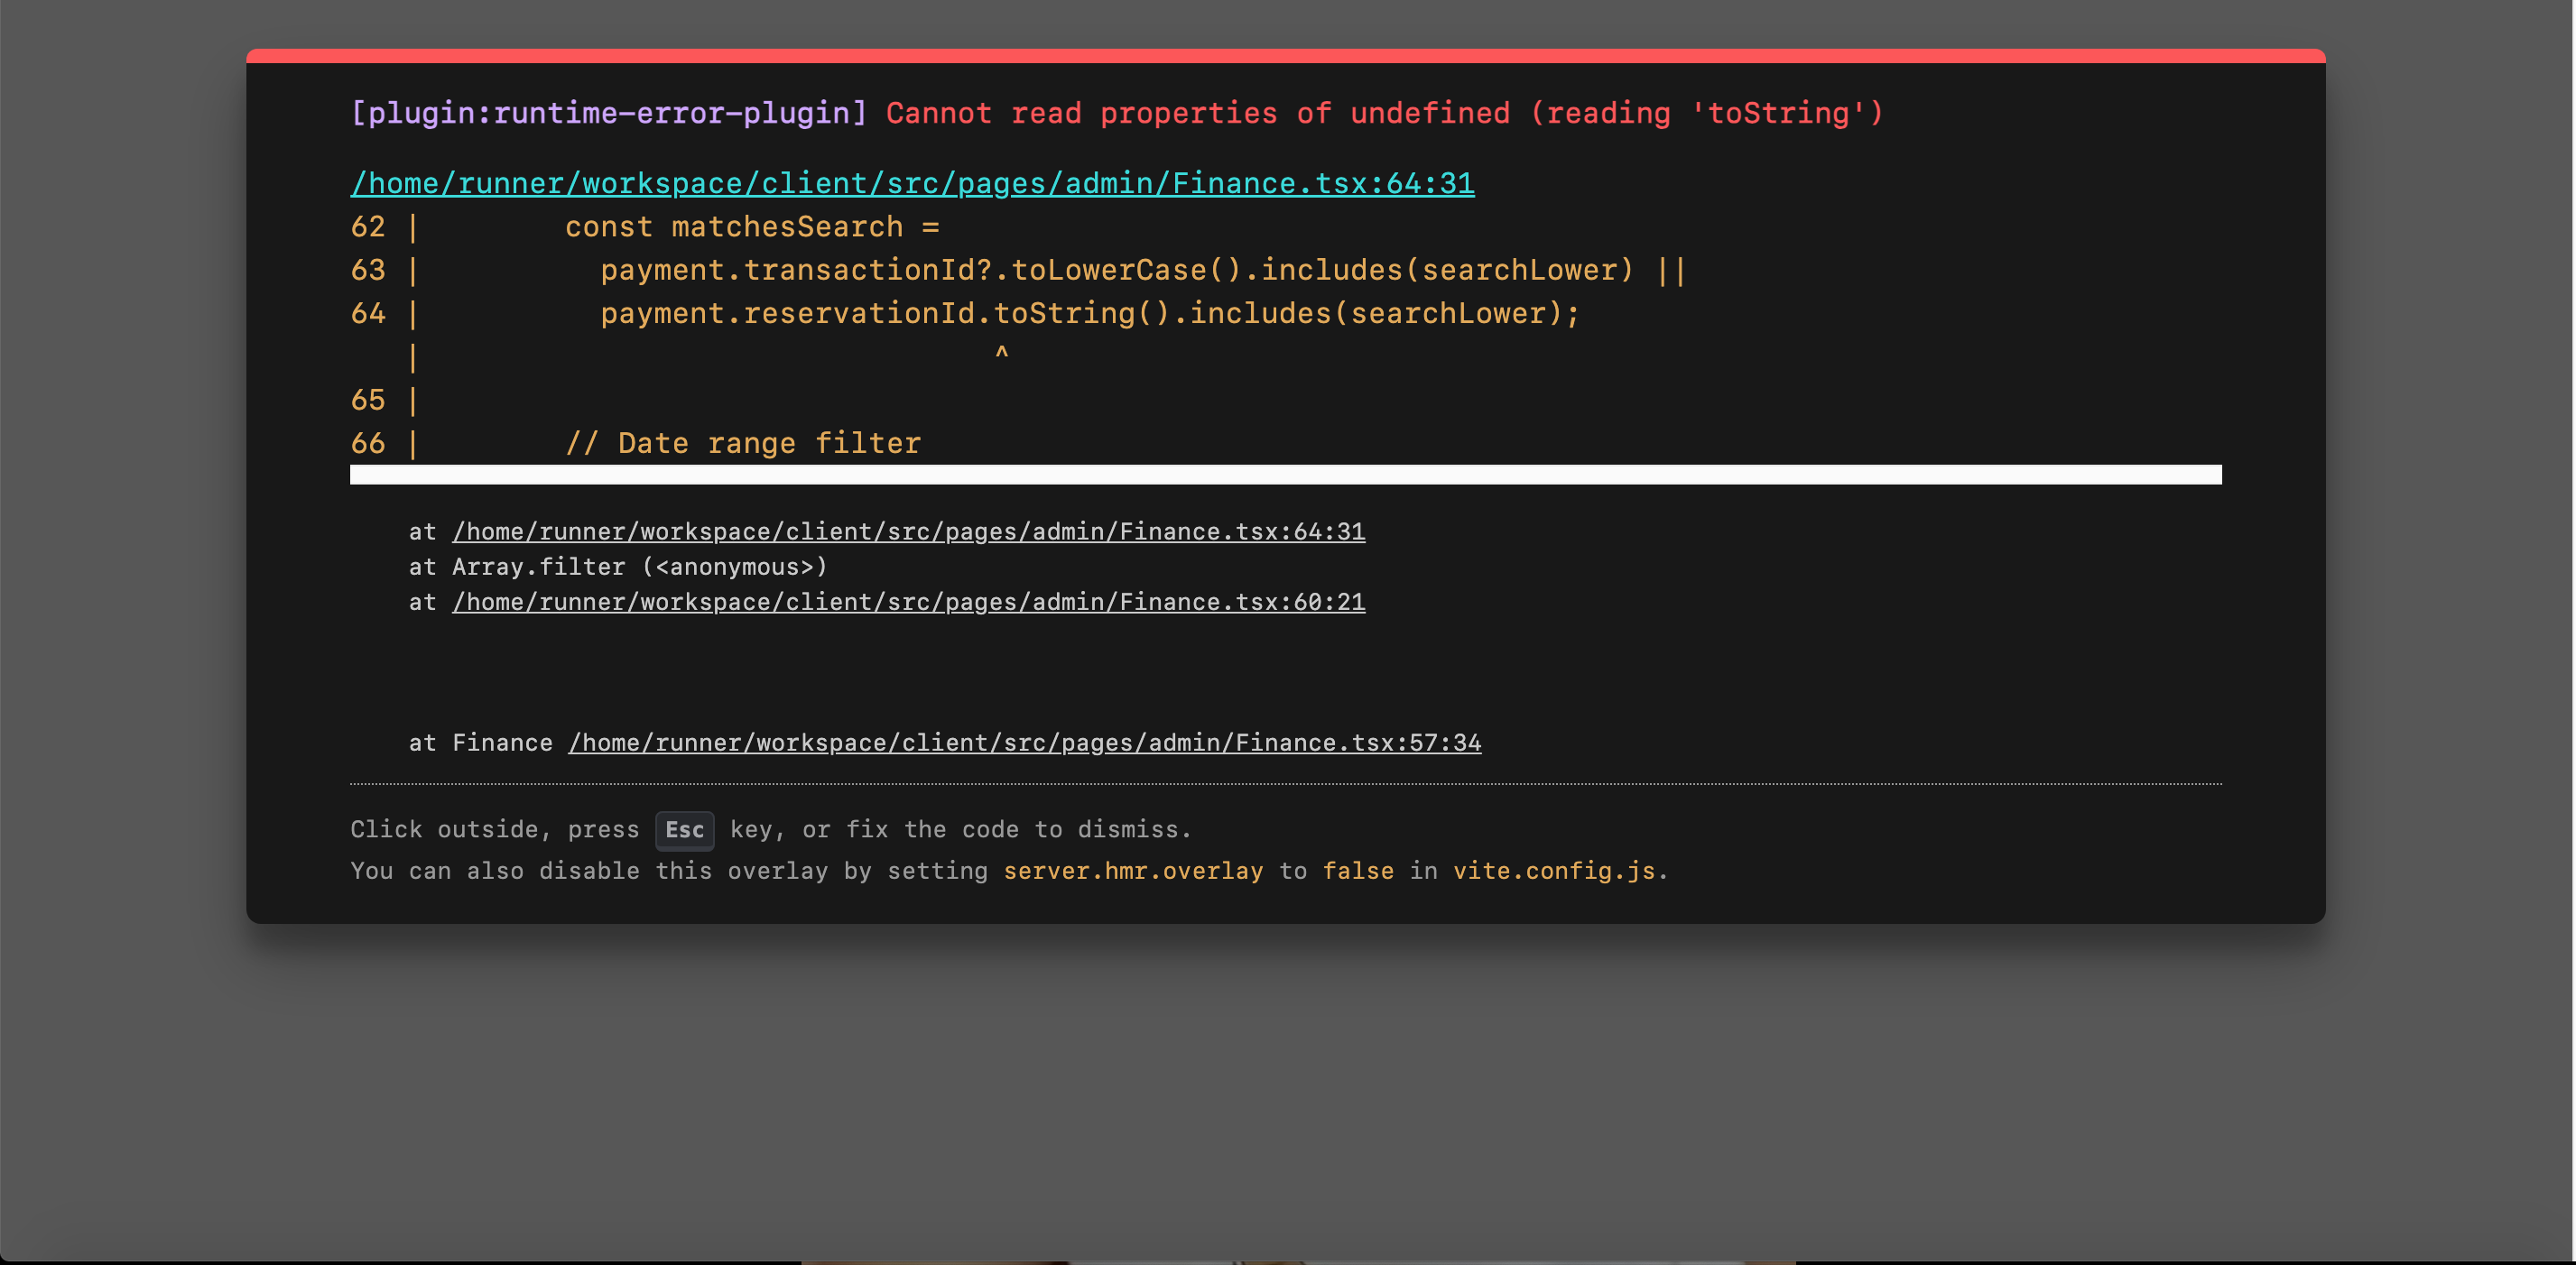 [plugin:runtime-error-plugin] Cannot read properties of undefined (reading 'toString')
/home/runner/workspace/client/src/pages/admin/Finance.tsx:64:31
62 |        const matchesSearch =
63 |          payment.transactionId?.toLowerCase().includes(searchLower) ||
64 |          payment.reservationId.toString().includes(searchLower);
   |                                ^
65 |
66 |        // Date range filter
at /home/runner/workspace/client/src/pages/admin/Finance.tsx:64:31
at Array.filter (<anonymous>)
at /home/runner/workspace/client/src/pages/admin/Finance.tsx:60:21
at Finance /home/runner/workspace/client/src/pages/admin/Finance.tsx:57:34
Click outside, press Esc key, or fix the code to dismiss.
You can also disable this overlay by setting server.hmr.overlay to false in vite.config.js.